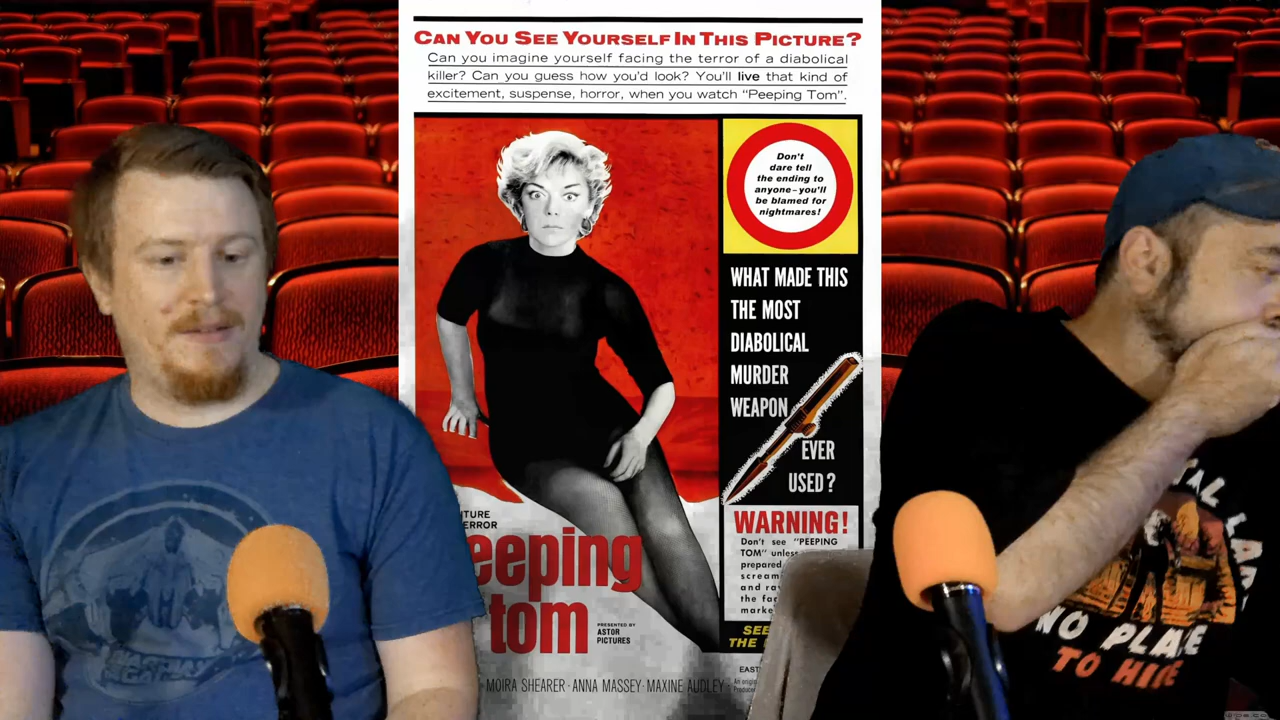 CAN YOU SEE YOURSELF IN THIS PICTURE?
Can you imagine yourself facing the terror of a diabolical
killer? Can you guess how you'd look? You'll live that kind of
excitement, suspense, horror, when you watch "Peeping Tom".
Don't
dare tell
the ending to
anyone–you'll
be blamed for
nightmares!
WHAT MADE THIS
THE MOST
DIABOLICAL
MURDER
WEAPON
EVER
USED?
WARNING!
Don't see "PEEPING
TOM" unless
prepared
eeping
tom
PRESENTED BY
ASTOR
PICTURES
MOIRA SHEARER · ANNA MASSEY · MAXINE AUDLEY
NO PLACE
TO HIDE